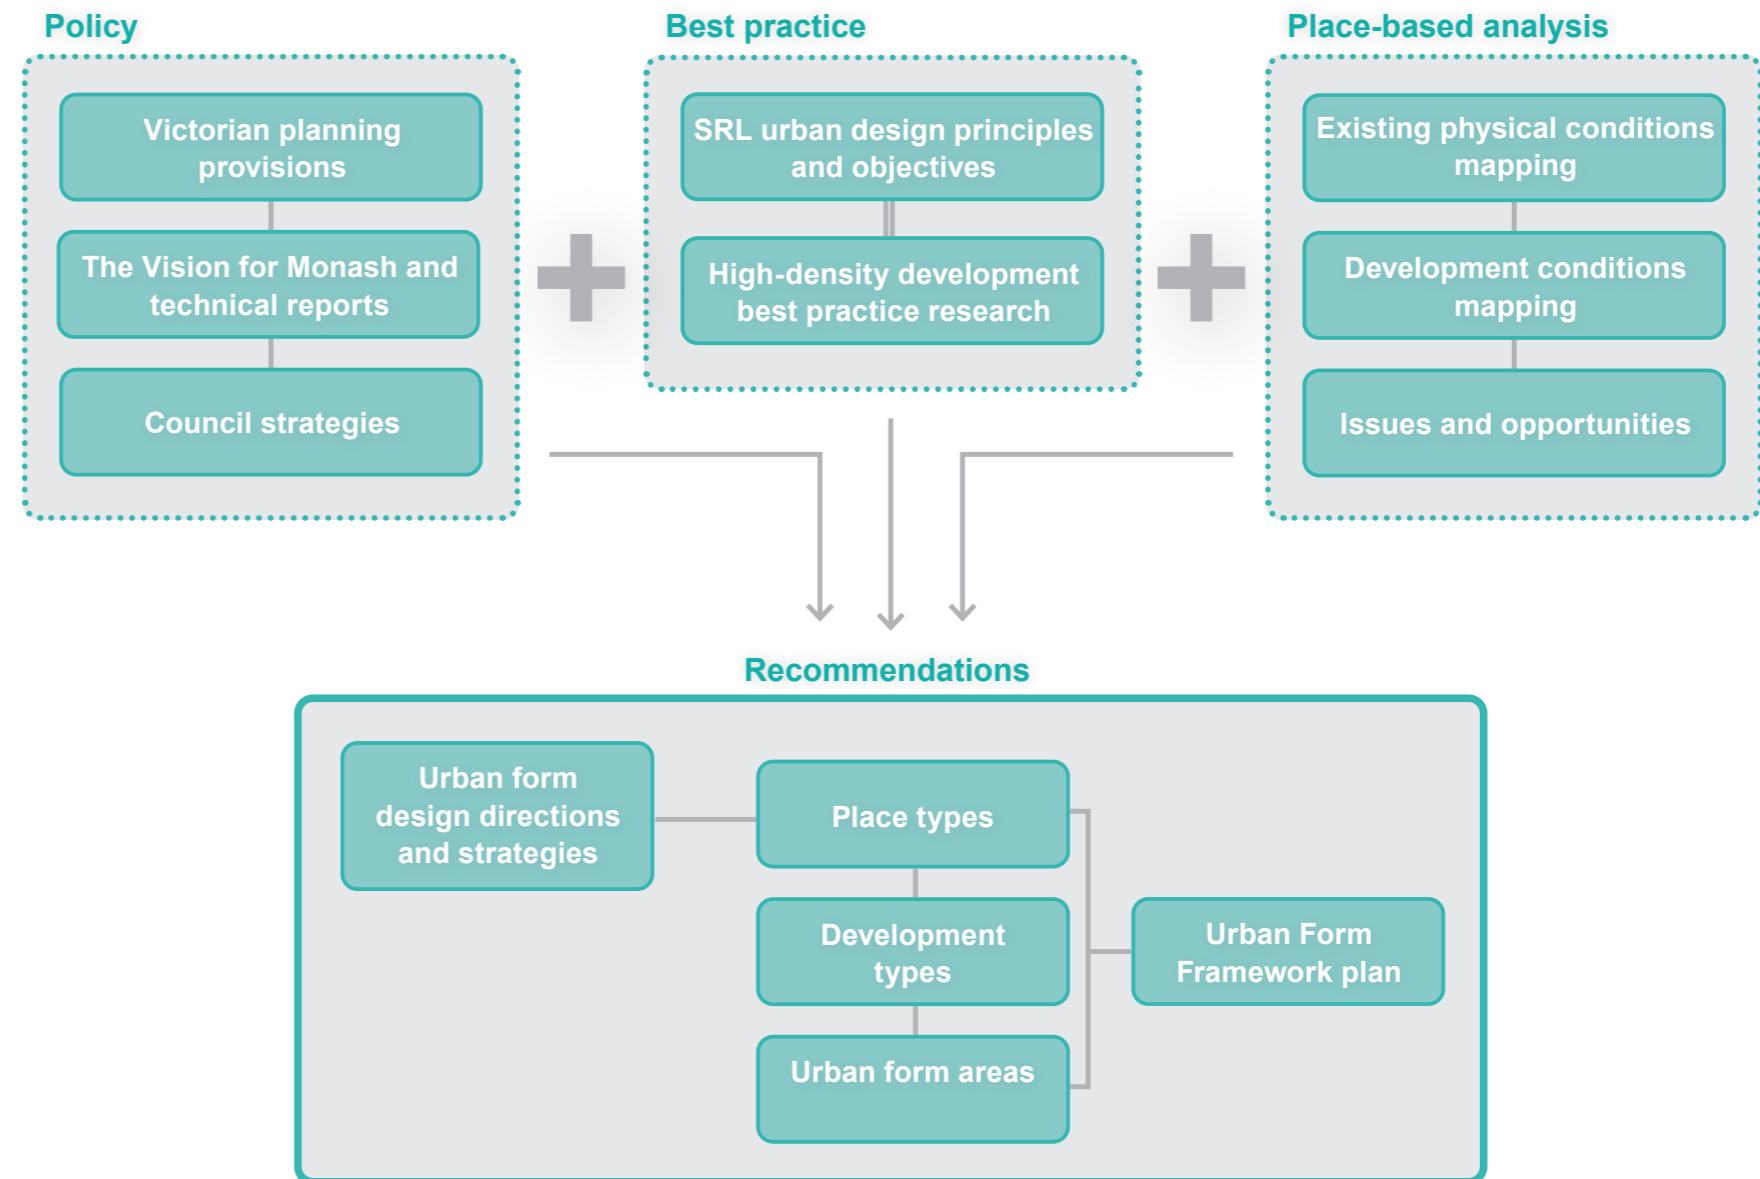 Policy
Victorian planning
provisions
The Vision for Monash and
technical reports
Council strategies
Best practice
SRL urban design principles
and objectives
High-density development
best practice research
Place-based analysis
Existing physical conditions
mapping
Development conditions
mapping
Issues and opportunities
Recommendations
Urban form
design directions
and strategies
Place types
Development
types
Urban form areas
Urban Form
Framework plan